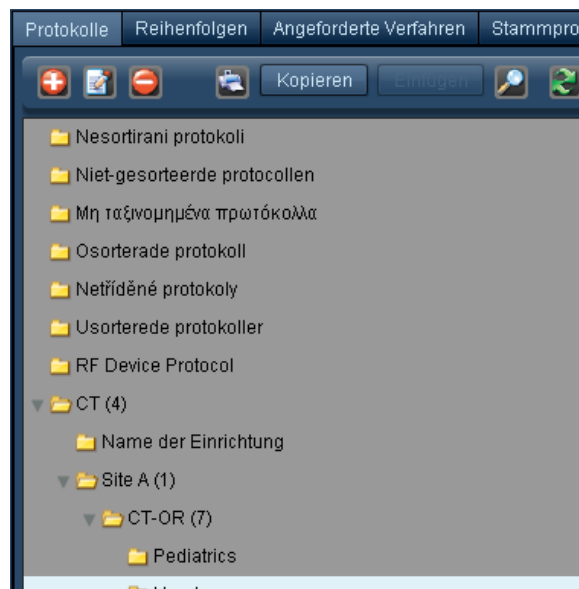 Protokolle Reihenfolgen Angeforderte Verfahren Stammpro
Kopieren Einfügen
Nesortirani protokoli
Niet-gesorteerde protocollen
Μη ταξινομημένα πρωτόκολλα
Osorterade protokoll
Netříděné protokoly
Usorterede protokoller
RF Device Protocol
CT (4)
Name der Einrichtung
Site A (1)
CT-OR (7)
Pediatrics